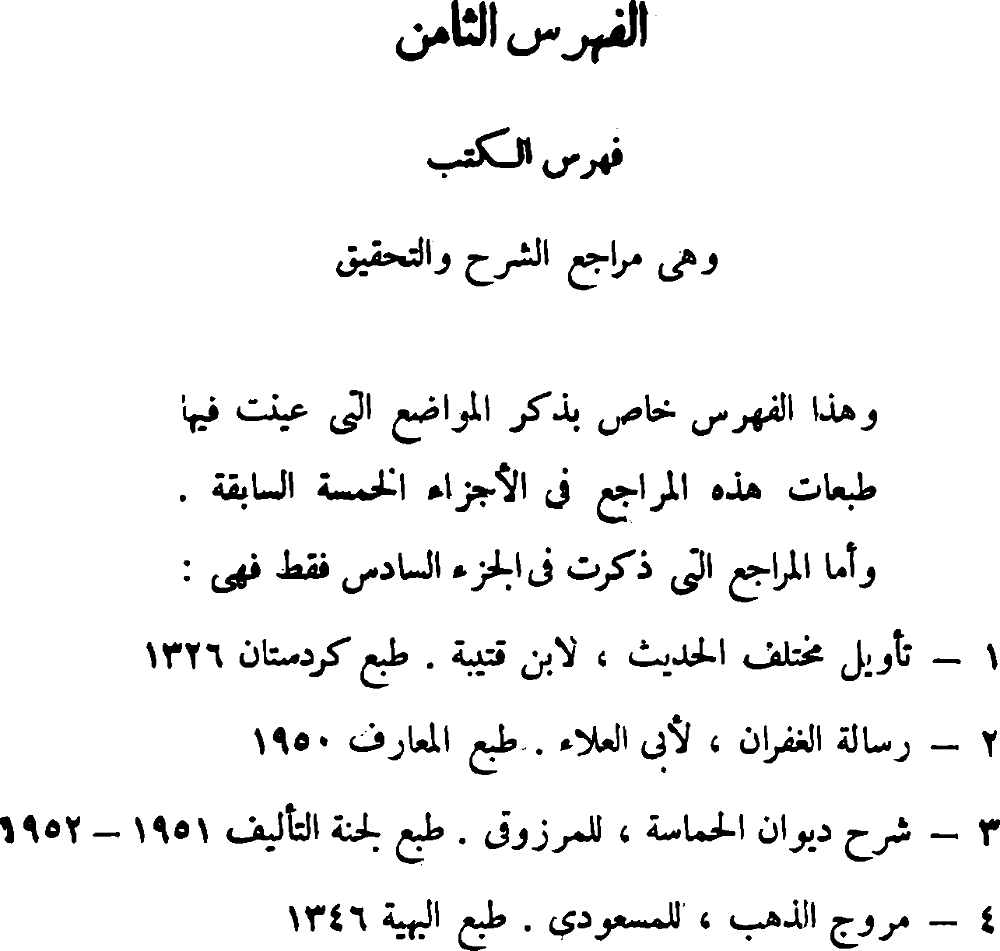 الفهرس الثامن
فهرس الكتب
وهى مراجع الشرح والتحقيق
وهذا الفهرس خاص بذكر المواضع التى عينت فيها
طبعات هذه المراجع فى الأجزاء الخمسة السابقة .
وأما المراجع التى ذكرت فى الجزء السادس فقط فهى :
١ — تأويل مختلف الحديث ، لابن قتيبة . طبع كردستان ١٣٢٦
٢ — رسالة الغفران ، لأبى العلاء . طبع المعارف ١٩٥٠
٣ — شرح ديوان الحماسة ، للمرزوقى . طبع لجنة التأليف ١٩٥١ — ١٩٥٢
٤ — مروج الذهب ، للمسعودى . طبع البهية ١٣٤٦